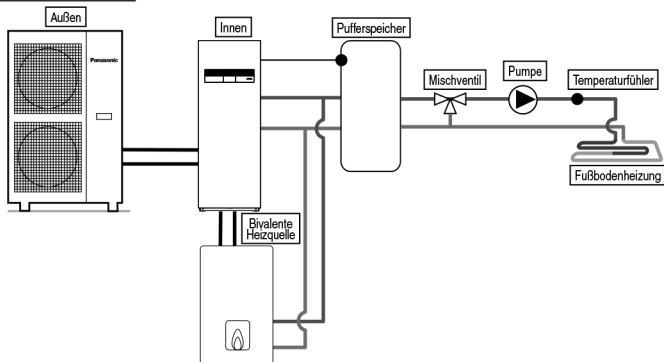 Außen
Innen
Pufferspeicher
Panasonic
Mischventil
Pumpe
Temperaturfühler
Fußbodenheizung
Bivalente
Heizquelle